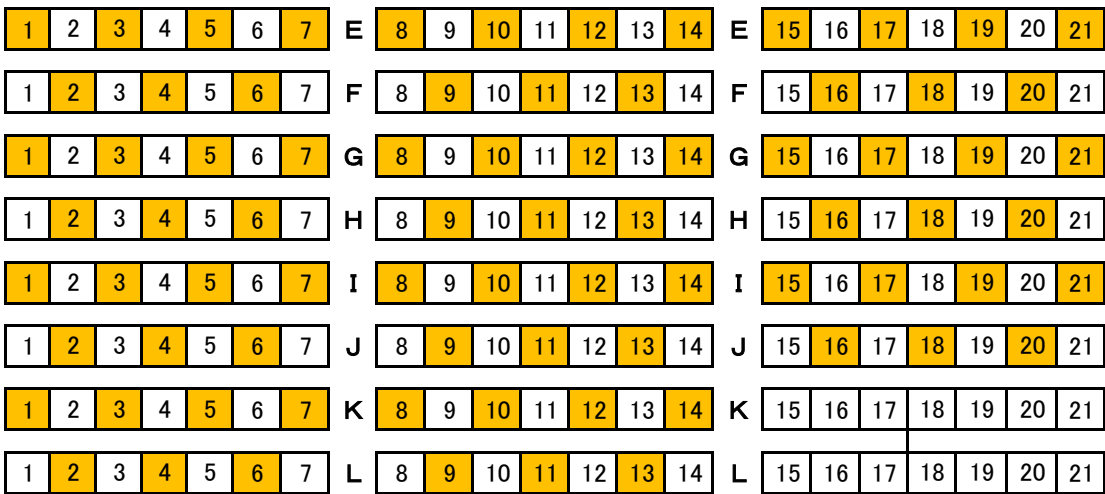 1 2 3 4 5 6 7 E 8 9 10 11 12 13 14 E 15 16 17 18 19 20 21
1 2 3 4 5 6 7 F 8 9 10 11 12 13 14 F 15 16 17 18 19 20 21
1 2 3 4 5 6 7 G 8 9 10 11 12 13 14 G 15 16 17 18 19 20 21
1 2 3 4 5 6 7 H 8 9 10 11 12 13 14 H 15 16 17 18 19 20 21
1 2 3 4 5 6 7 I 8 9 10 11 12 13 14 I 15 16 17 18 19 20 21
1 2 3 4 5 6 7 J 8 9 10 11 12 13 14 J 15 16 17 18 19 20 21
1 2 3 4 5 6 7 K 8 9 10 11 12 13 14 K 15 16 17 18 19 20 21
1 2 3 4 5 6 7 L 8 9 10 11 12 13 14 L 15 16 17 18 19 20 21